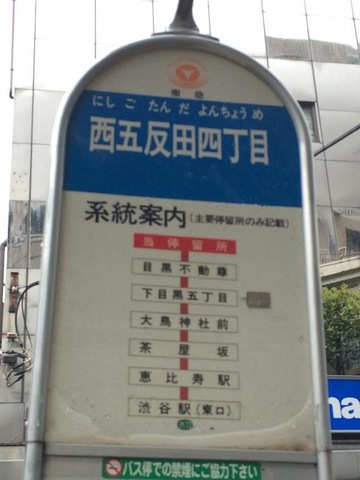 東急
にしごたんだよんちょうめ
西五反田四丁目
系統案内(主要停留所のみ記載)
当停留所
目黒不動尊
下目黒五丁目
大鳥神社前
茶屋坂
恵比寿駅
渋谷駅(東口)
na
バス停での禁煙にご協力下さい